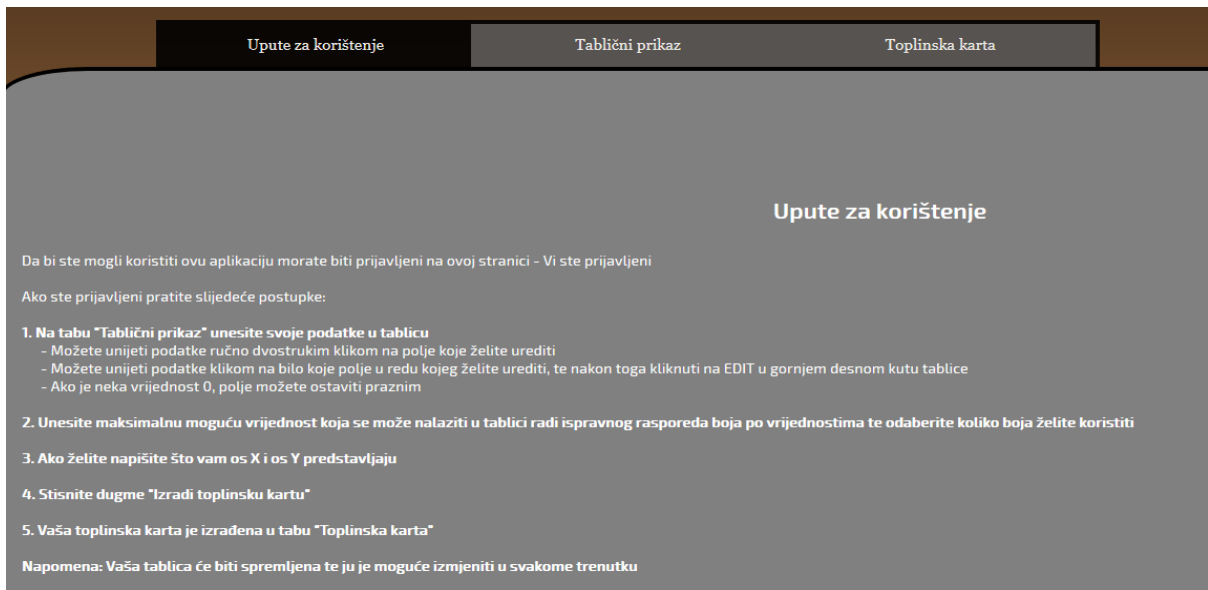 Upute za korištenje
Tablični prikaz
Toplinska karta
Upute za korištenje
Da bi ste mogli koristiti ovu aplikaciju morate biti prijavljeni na ovoj stranici - Vi ste prijavljeni
Ako ste prijavljeni pratite slijedeće postupke:
1. Na tabu "Tablični prikaz" unesite svoje podatke u tablicu
- Možete unijeti podatke ručno dvostrukim klikom na polje koje želite urediti
- Možete unijeti podatke klikom na bilo koje polje u redu kojeg želite urediti, te nakon toga kliknuti na EDIT u gornjem desnom kutu tablice
- Ako je neka vrijednost 0, polje možete ostaviti praznim
2. Unesite maksimalnu moguću vrijednost koja se može nalaziti u tablici radi ispravnog rasporeda boja po vrijednostima te odaberite koliko boja želite koristiti
3. Ako želite napišite što vam os X i os Y predstavljaju
4. Stisnite dugme "Izradi toplinsku kartu"
5. Vaša toplinska karta je izrađena u tabu "Toplinska karta"
Napomena: Vaša tablica će biti spremljena te ju je moguće izmjeniti u svakome trenutku